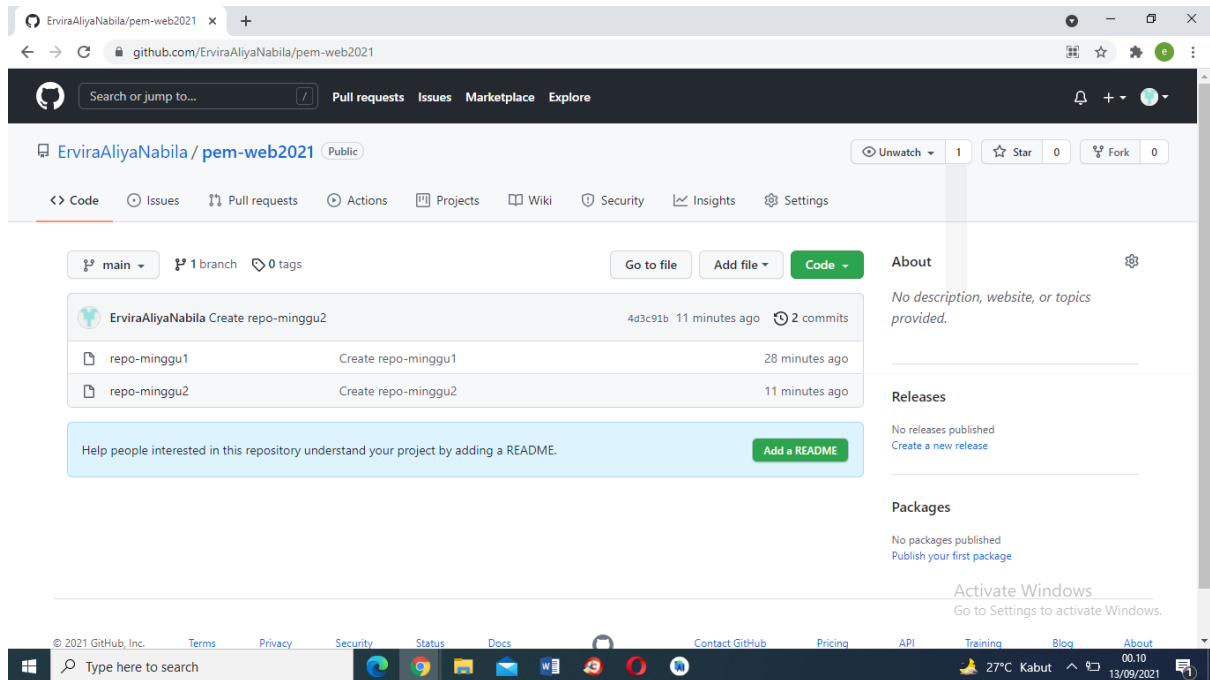 ErviraAliyaNabila/pem-web2021
github.com/ErviraAliyaNabila/pem-web2021
e
Search or jump to... / Pull requests Issues Marketplace Explore
ErviraAliyaNabila / pem-web2021 Public
Unwatch 1 Star 0 Fork 0
Code Issues Pull requests Actions Projects Wiki Security Insights Settings
main 1 branch 0 tags Go to file Add file Code
ErviraAliyaNabila Create repo-minggu2 4d3c91b 11 minutes ago 2 commits
repo-minggu1 Create repo-minggu1 28 minutes ago
repo-minggu2 Create repo-minggu2 11 minutes ago
Help people interested in this repository understand your project by adding a README. Add a README
About
No description, website, or topics
provided.
Releases
No releases published
Create a new release
Packages
No packages published
Publish your first package
Activate Windows
Go to Settings to activate Windows.
© 2021 GitHub, Inc. Terms Privacy Security Status Docs Contact GitHub Pricing API Training Blog About
Type here to search 27°C Kabut 00.10
13/09/2021